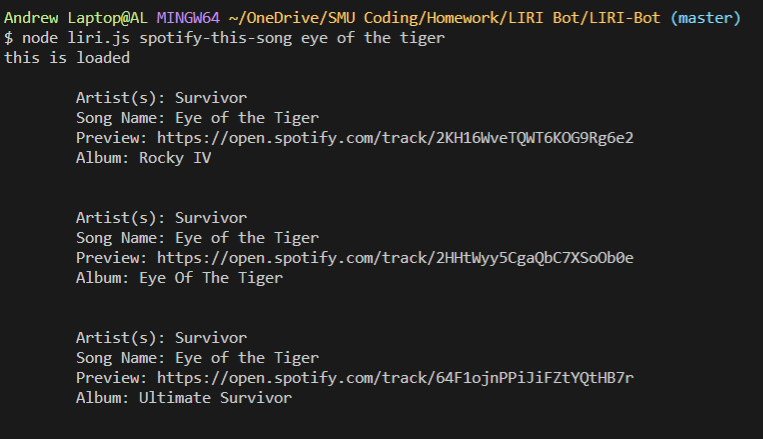 Andrew Laptop@AL MINGW64 ~/OneDrive/SMU Coding/Homework/LIRI Bot/LIRI-Bot (master)
$ node liri.js spotify-this-song eye of the tiger
this is loaded
Artist(s): Survivor
Song Name: Eye of the Tiger
Preview: https://open.spotify.com/track/2KH16WveTQWT6KOG9Rg6e2
Album: Rocky IV
Artist(s): Survivor
Song Name: Eye of the Tiger
Preview: https://open.spotify.com/track/2HHtWyy5CgaQbC7XSoOb0e
Album: Eye Of The Tiger
Artist(s): Survivor
Song Name: Eye of the Tiger
Preview: https://open.spotify.com/track/64F1ojnPPiJiFZtYQtHB7r
Album: Ultimate Survivor